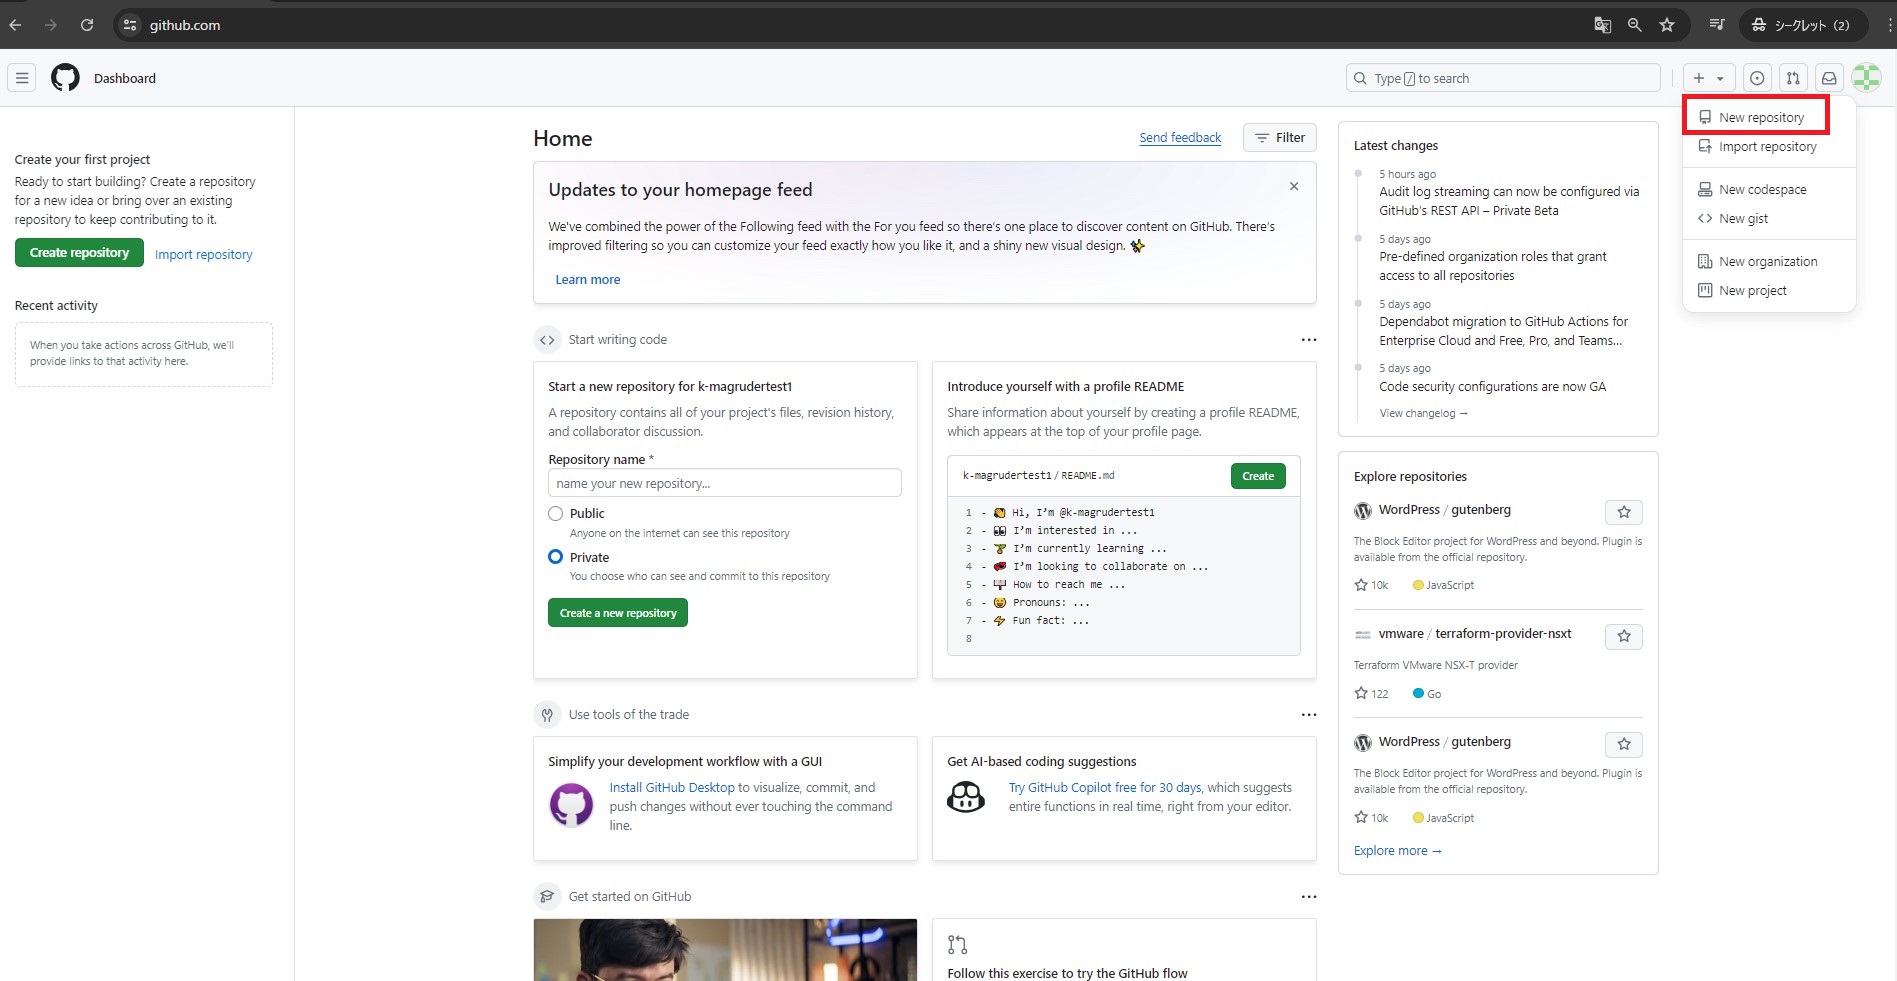 github.com
シークレット (2)
Dashboard
Type / to search
New repository
Import repository
New codespace
New gist
New organization
New project
Create your first project
Ready to start building? Create a repository
for a new idea or bring over an existing
repository to keep contributing to it.
Create repository
Import repository
Recent activity
When you take actions across GitHub, we'll
provide links to that activity here.
Home
Send feedback
Filter
Updates to your homepage feed
We've combined the power of the Following feed with the For you feed so there's one place to discover content on GitHub. There's
improved filtering so you can customize your feed exactly how you like it, and a shiny new visual design. ✨
Learn more
Start writing code
Start a new repository for k-magrudertest1
A repository contains all of your project's files, revision history,
and collaborator discussion.
Repository name *
name your new repository...
Public
Anyone on the internet can see this repository
Private
You choose who can see and commit to this repository
Create a new repository
Introduce yourself with a profile README
Share information about yourself by creating a profile README,
which appears at the top of your profile page.
k-magrudertest1 / README.md
Create
1 - 👋 Hi, I'm @k-magrudertest1
2 - 👀 I'm interested in ...
3 - 🌱 I'm currently learning ...
4 - 💞️ I'm looking to collaborate on ...
5 - 📫 How to reach me ...
6 - 😄 Pronouns: ...
7 - ⚡ Fun fact: ...
8
Use tools of the trade
Simplify your development workflow with a GUI
Install GitHub Desktop to visualize, commit, and
push changes without ever touching the command
line.
Get AI-based coding suggestions
Try GitHub Copilot free for 30 days, which suggests
entire functions in real time, right from your editor.
Get started on GitHub
Follow this exercise to try the GitHub flow
Latest changes
5 hours ago
Audit log streaming can now be configured via
GitHub's REST API – Private Beta
5 days ago
Pre-defined organization roles that grant
access to all repositories
5 days ago
Dependabot migration to GitHub Actions for
Enterprise Cloud and Free, Pro, and Teams...
5 days ago
Code security configurations are now GA
View changelog →
Explore repositories
WordPress / gutenberg
The Block Editor project for WordPress and beyond. Plugin is
available from the official repository.
10k JavaScript
vmware / terraform-provider-nsxt
Terraform VMware NSX-T provider
122 Go
WordPress / gutenberg
The Block Editor project for WordPress and beyond. Plugin is
available from the official repository.
10k JavaScript
Explore more →